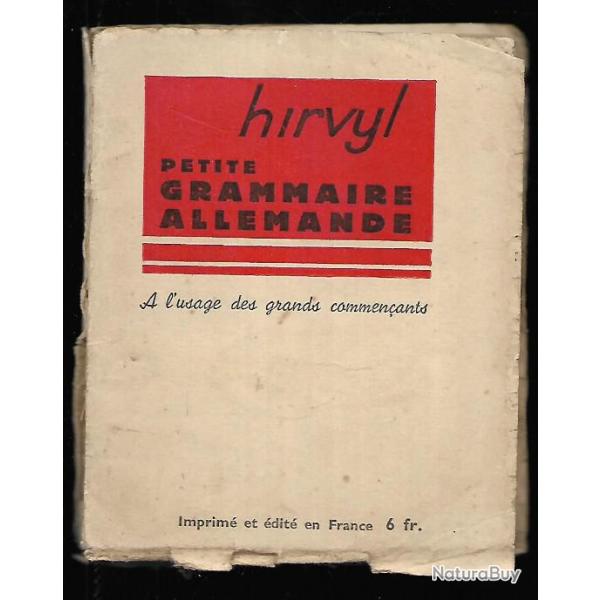 hirvyl
PETITE
GRAMMAIRE
ALLEMANDE
A l'usage des grands commençants
Imprimé et édité en France 6 fr.
NaturaBuy